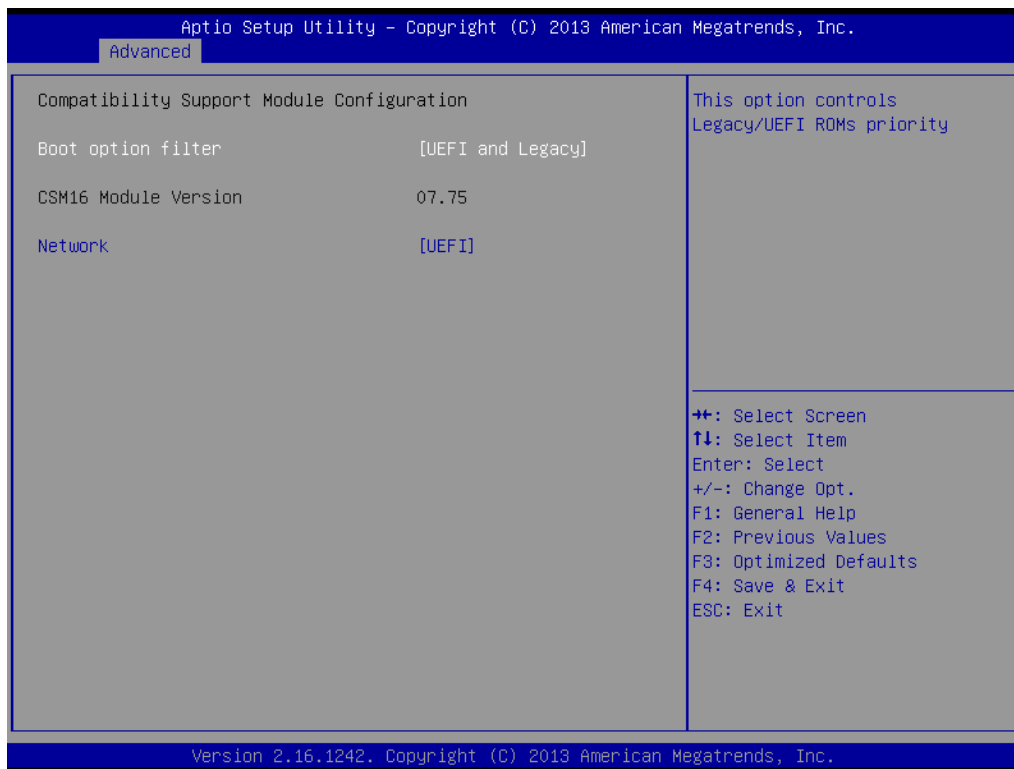 Aptio Setup Utility – Copyright (C) 2013 American Megatrends, Inc.
Advanced
Compatibility Support Module Configuration
Boot option filter [UEFI and Legacy]
CSM16 Module Version 07.75
Network [UEFI]
This option controls
Legacy/UEFI ROMs priority
→←: Select Screen
↑↓: Select Item
Enter: Select
+/-: Change Opt.
F1: General Help
F2: Previous Values
F3: Optimized Defaults
F4: Save & Exit
ESC: Exit
Version 2.16.1242. Copyright (C) 2013 American Megatrends, Inc.